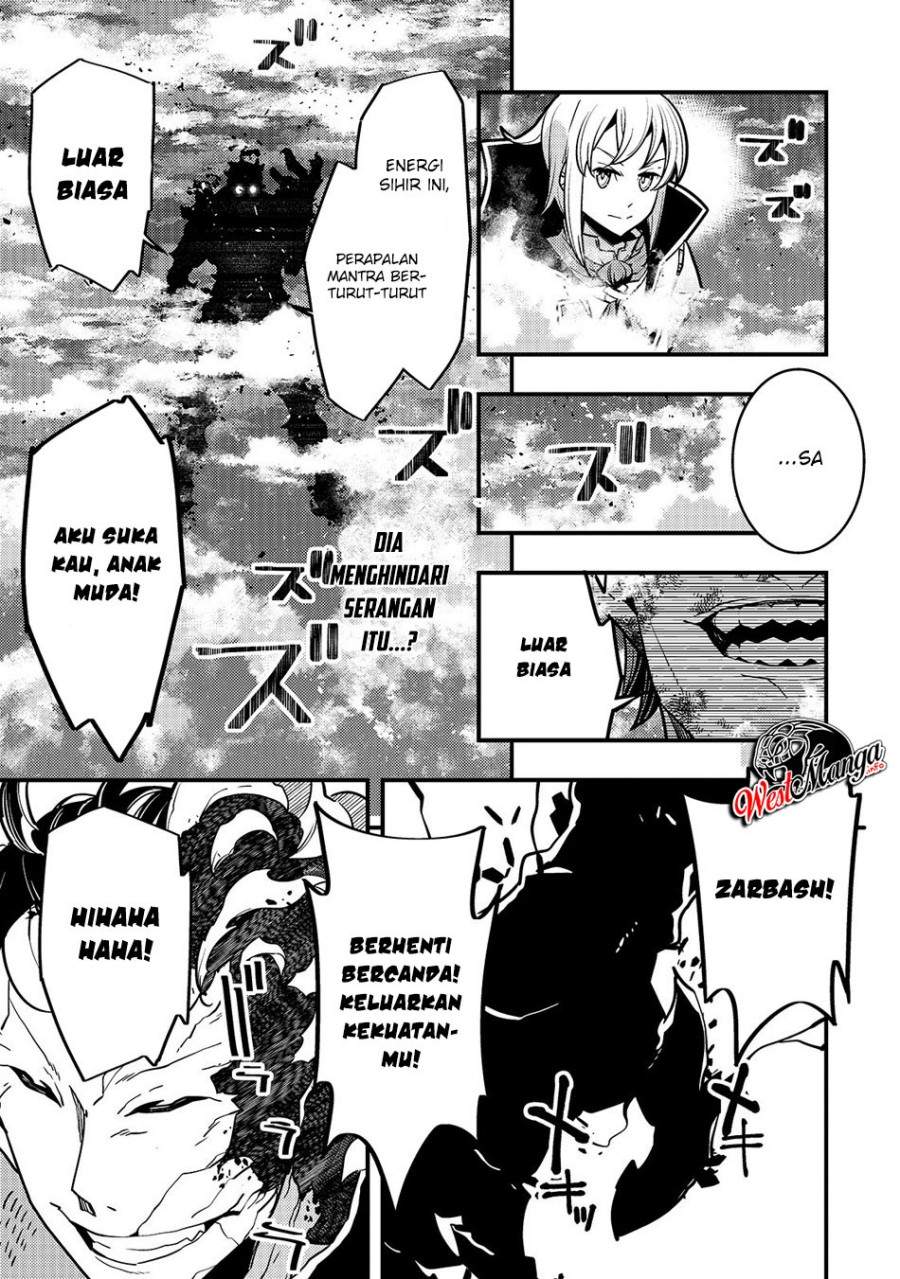 ズズ
...SA
LUAR
BIASA
ズズ
ENERGI
SIHIR INI,
PERAPALAN
MANTRA BER-
TURUT-TURUT
LUAR
BIASA
ズズ
ズズ
DIA
MENGHINDARI
SERANGAN
ITU...?
ズズ
AKU SUKA
KAU, ANAK
MUDA!
WestManga
.info
ZARBASH!
メキメキ
BERHENTI
BERCANDA!
KELUARKAN
KEKUATAN-
MU!
HIHAHA
HAHA!